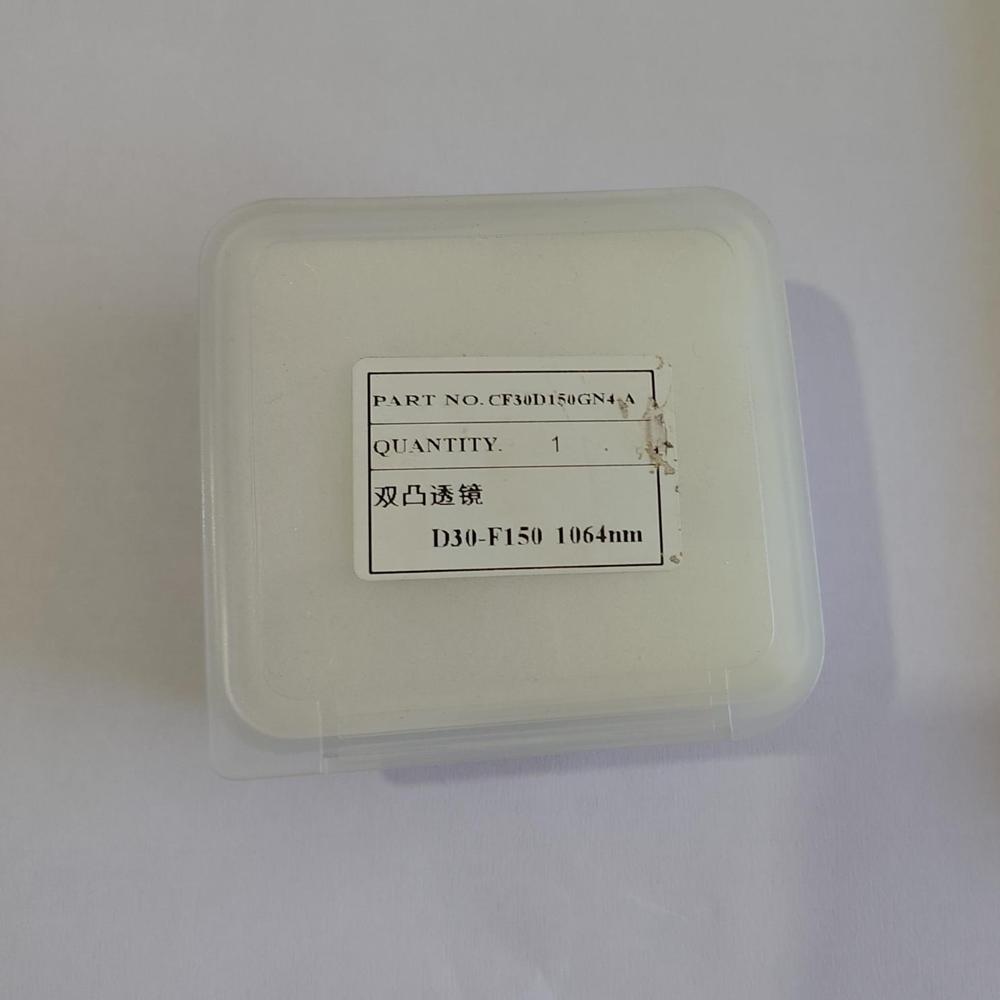 PART NO. CF30D150GN4-A
QUANTITY. 1
双凸透镜
D30-F150 1064nm